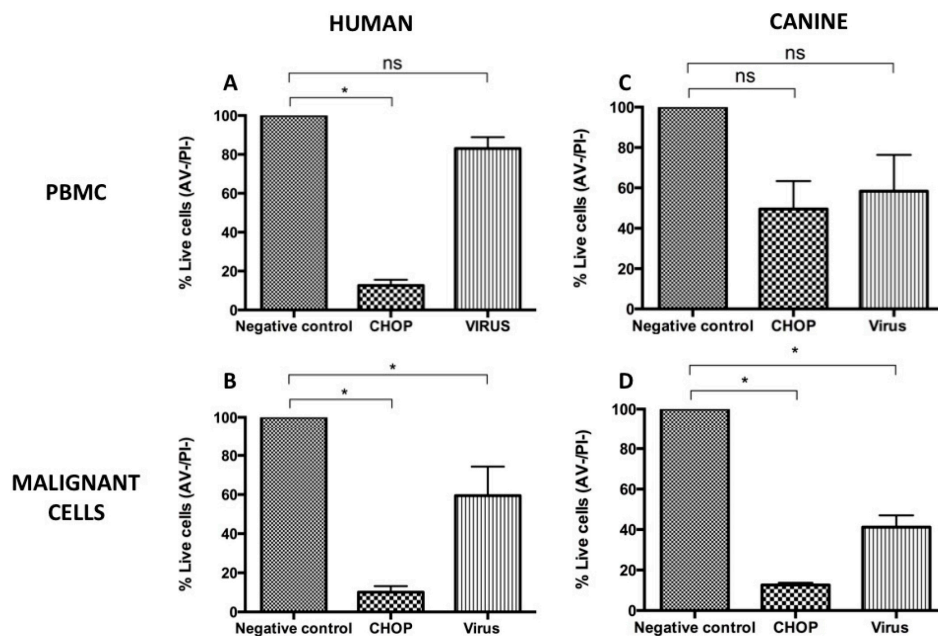 HUMAN
CANINE
PBMC
MALIGNANT
CELLS
A
ns
*
% Live cells (AV-/PI-)
100
80
60
40
20
0
Negative control
CHOP
VIRUS
C
ns
ns
% Live cells (AV-/PI-)
100
80
60
40
20
0
Negative control
CHOP
Virus
B
*
*
% Live cells (AV-/PI-)
100
80
60
40
20
0
Negative control
CHOP
Virus
D
*
*
% Live cells (AV-/PI-)
100
80
60
40
20
0
Negative control
CHOP
Virus